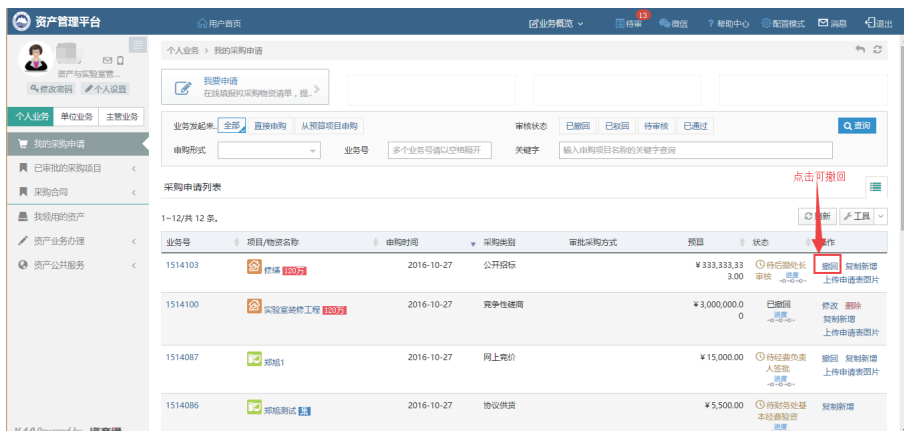 资产管理平台 用户首页 业务概览 待审 13 微信 ? 帮助中心 配置模式 消息 退出
资产与实验室管...
修改密码 个人设置
个人业务 单位业务 主管业务
我的采购申请
已审批的采购项目
采购合同
我领用的资产
资产业务办理
资产公共服务
个人业务 > 我的采购申请
我要申请
在线填报拟采购物资清单，提...
业务发起来... 全部 直接申购 从预算项目申购 审核状态 已撤回 已驳回 待审核 已通过 查询
申购形式 业务号 多个业务号请以空格隔开 关键字 输入申购项目名称的关键字查询
点击可撤回
采购申请列表
1~12/共 12 条。 刷新 工具
业务号 项目/物资名称 申购时间 采购类别 审批采购方式 预算 状态 操作
1514103 修缮 120万 2016-10-27 公开招标 ¥333,333,33 待后勤处长 撤回 复制新增
3.00 审核 进度 上传申请表图片
1514100 实验室装修工程 120万 2016-10-27 竞争性磋商 ¥3,000,000.0 已撤回 修改 删除
0 进度 复制新增
上传申请表图片
1514087 郑旭1 2016-10-27 网上竞价 ¥15,000.00 待经费负责 撤回 复制新增
人签批 上传申请表图片
进度
1514086 郑旭测试 2016-10-27 协议供货 ¥5,500.00 待财务处基 复制新增
本经费验资
进度